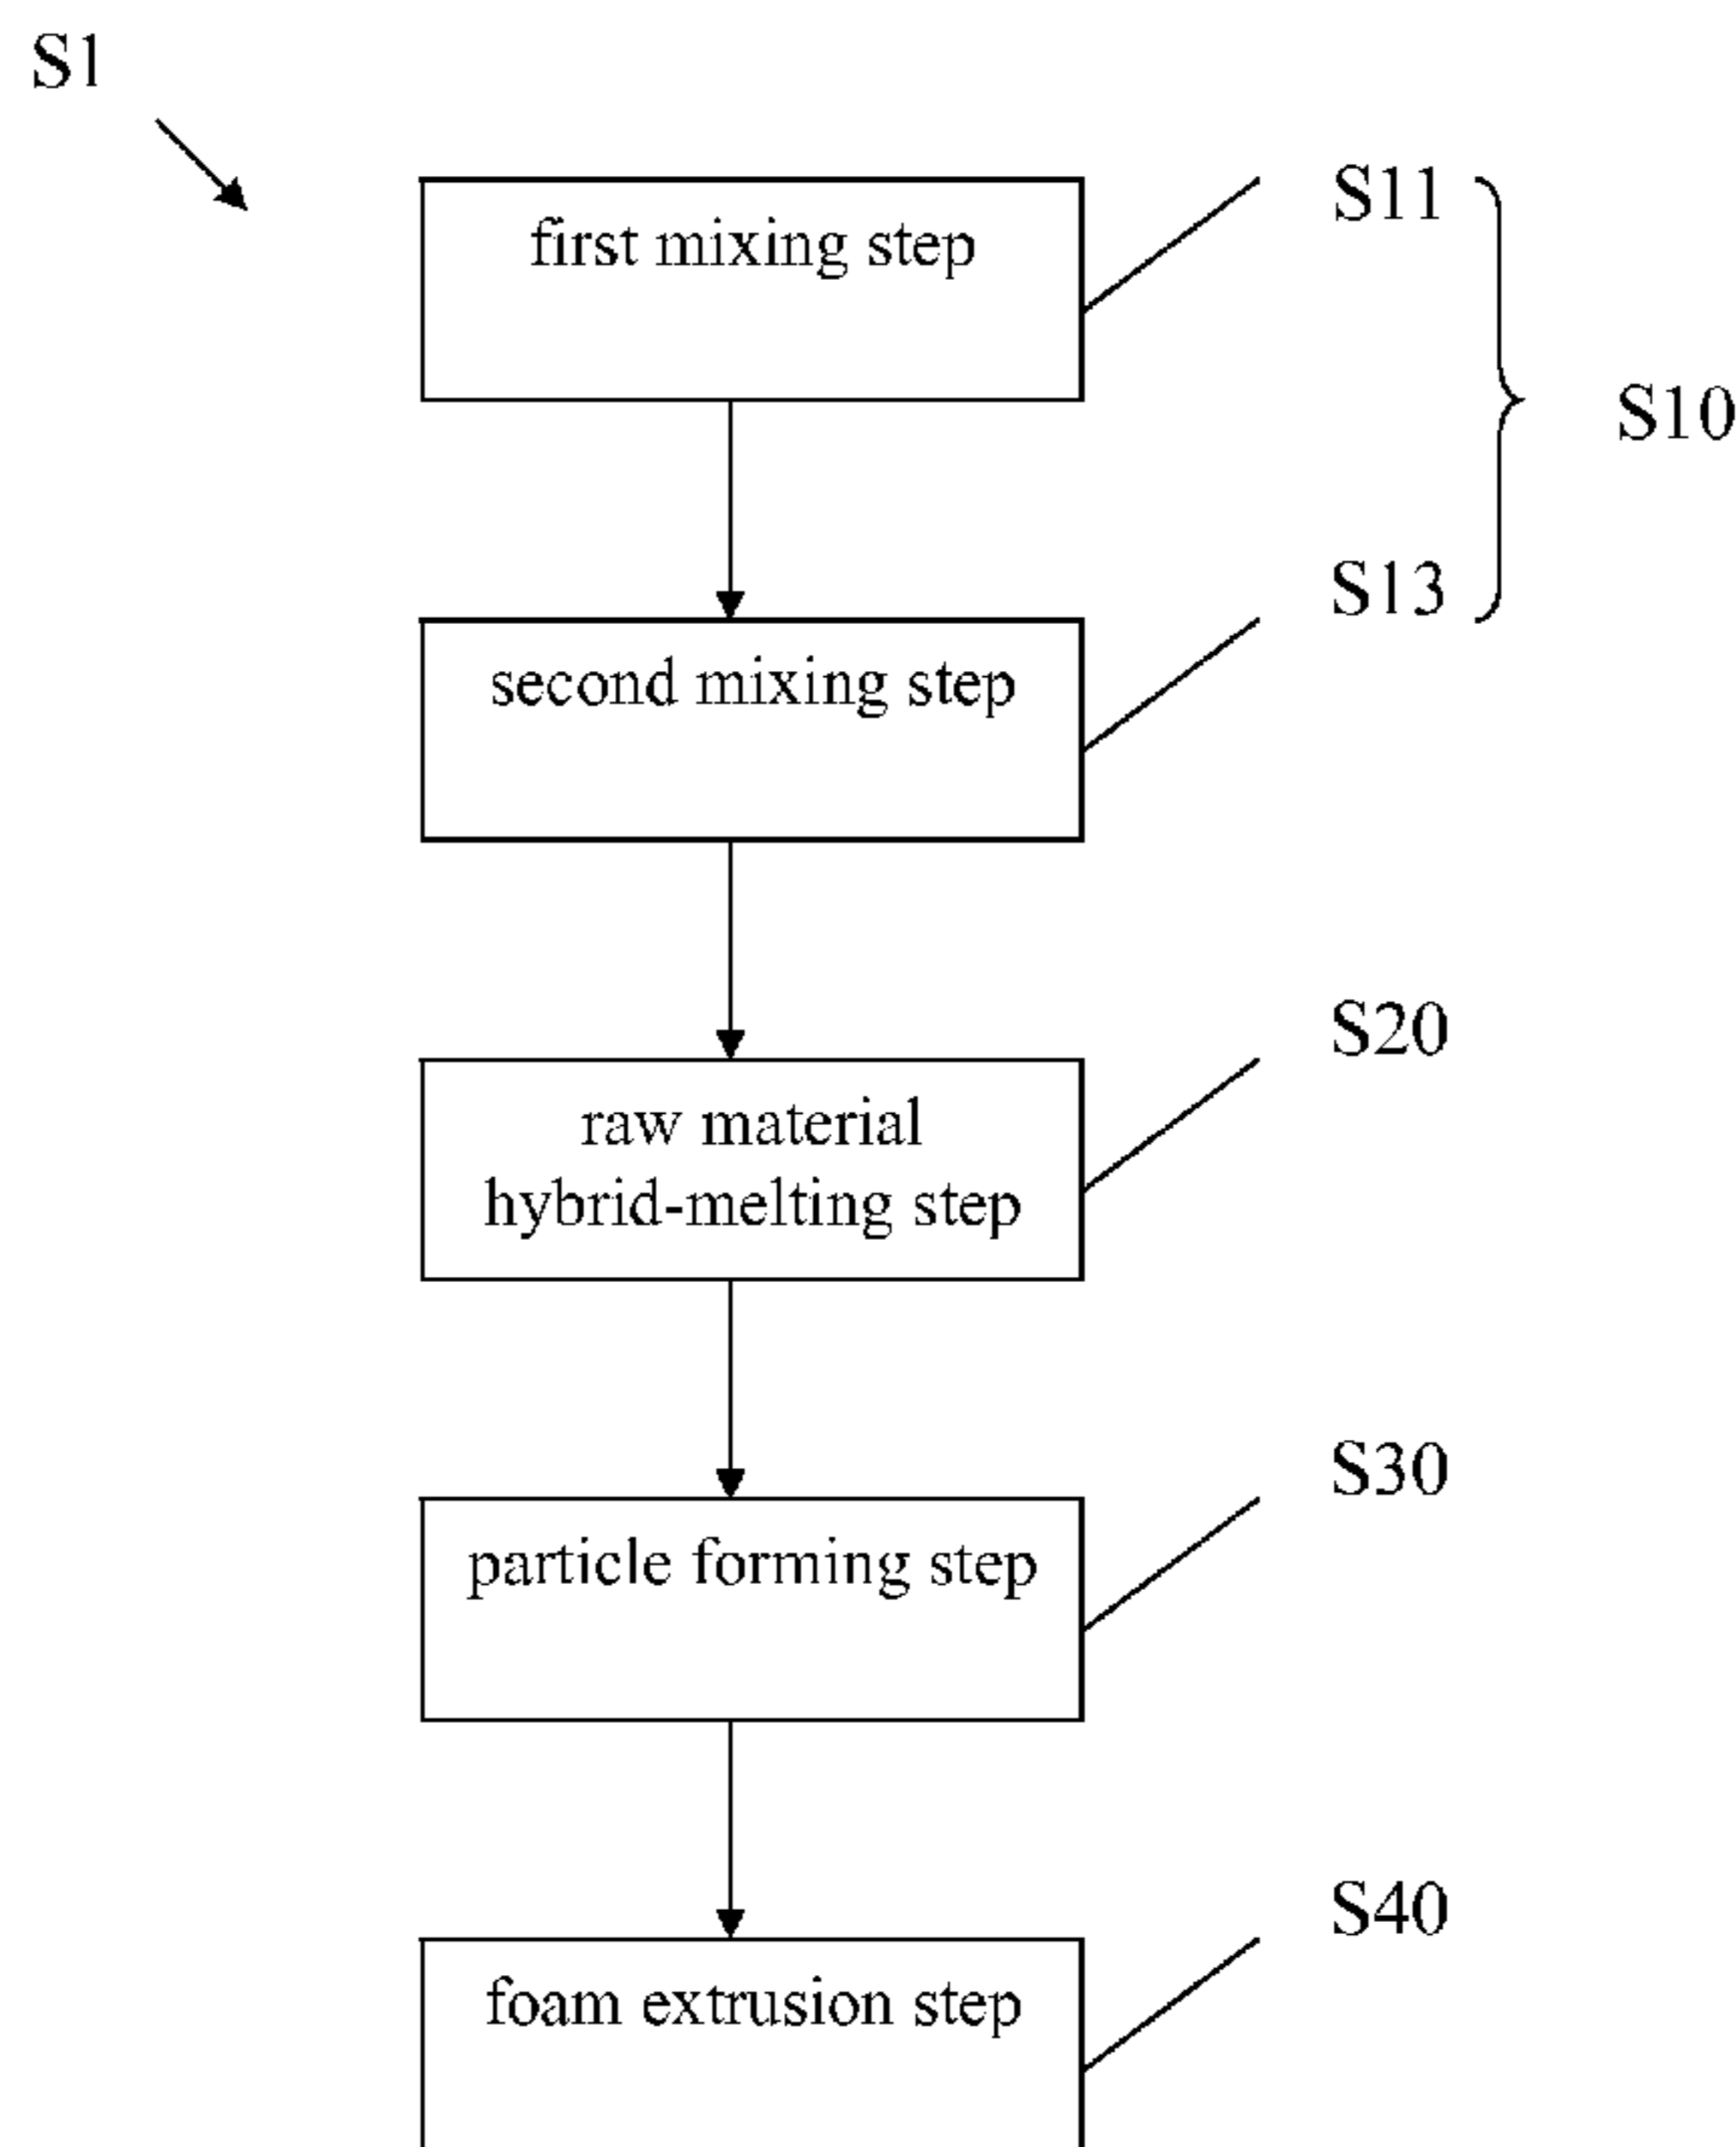 S1
first mixing step
S11
S10
second mixing step
S13
raw material
hybrid-melting step
S20
particle forming step
S30
foam extrusion step
S40